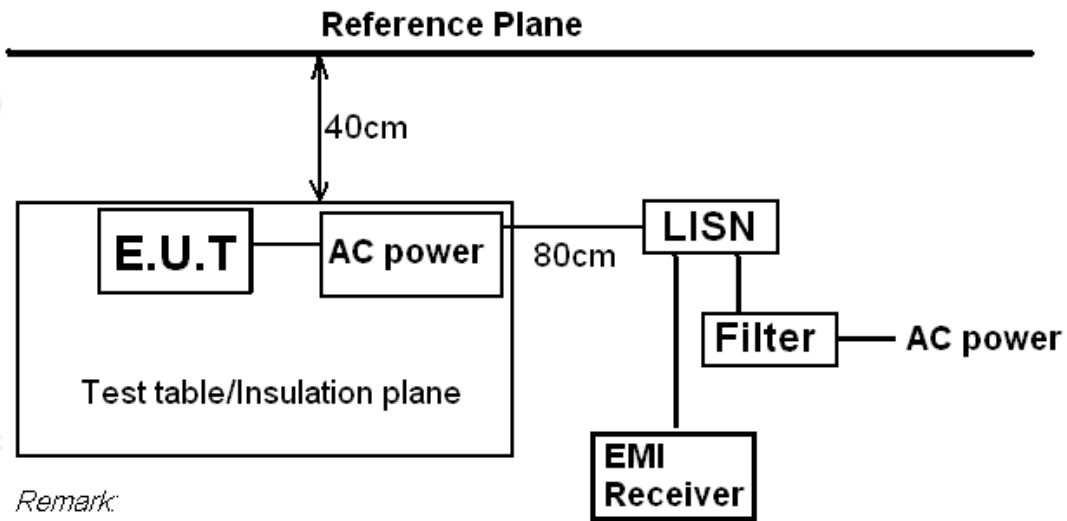 Reference Plane
40cm
E.U.T
AC power
80cm
LISN
Filter
AC power
Test table/Insulation plane
EMI
Receiver
Remark: